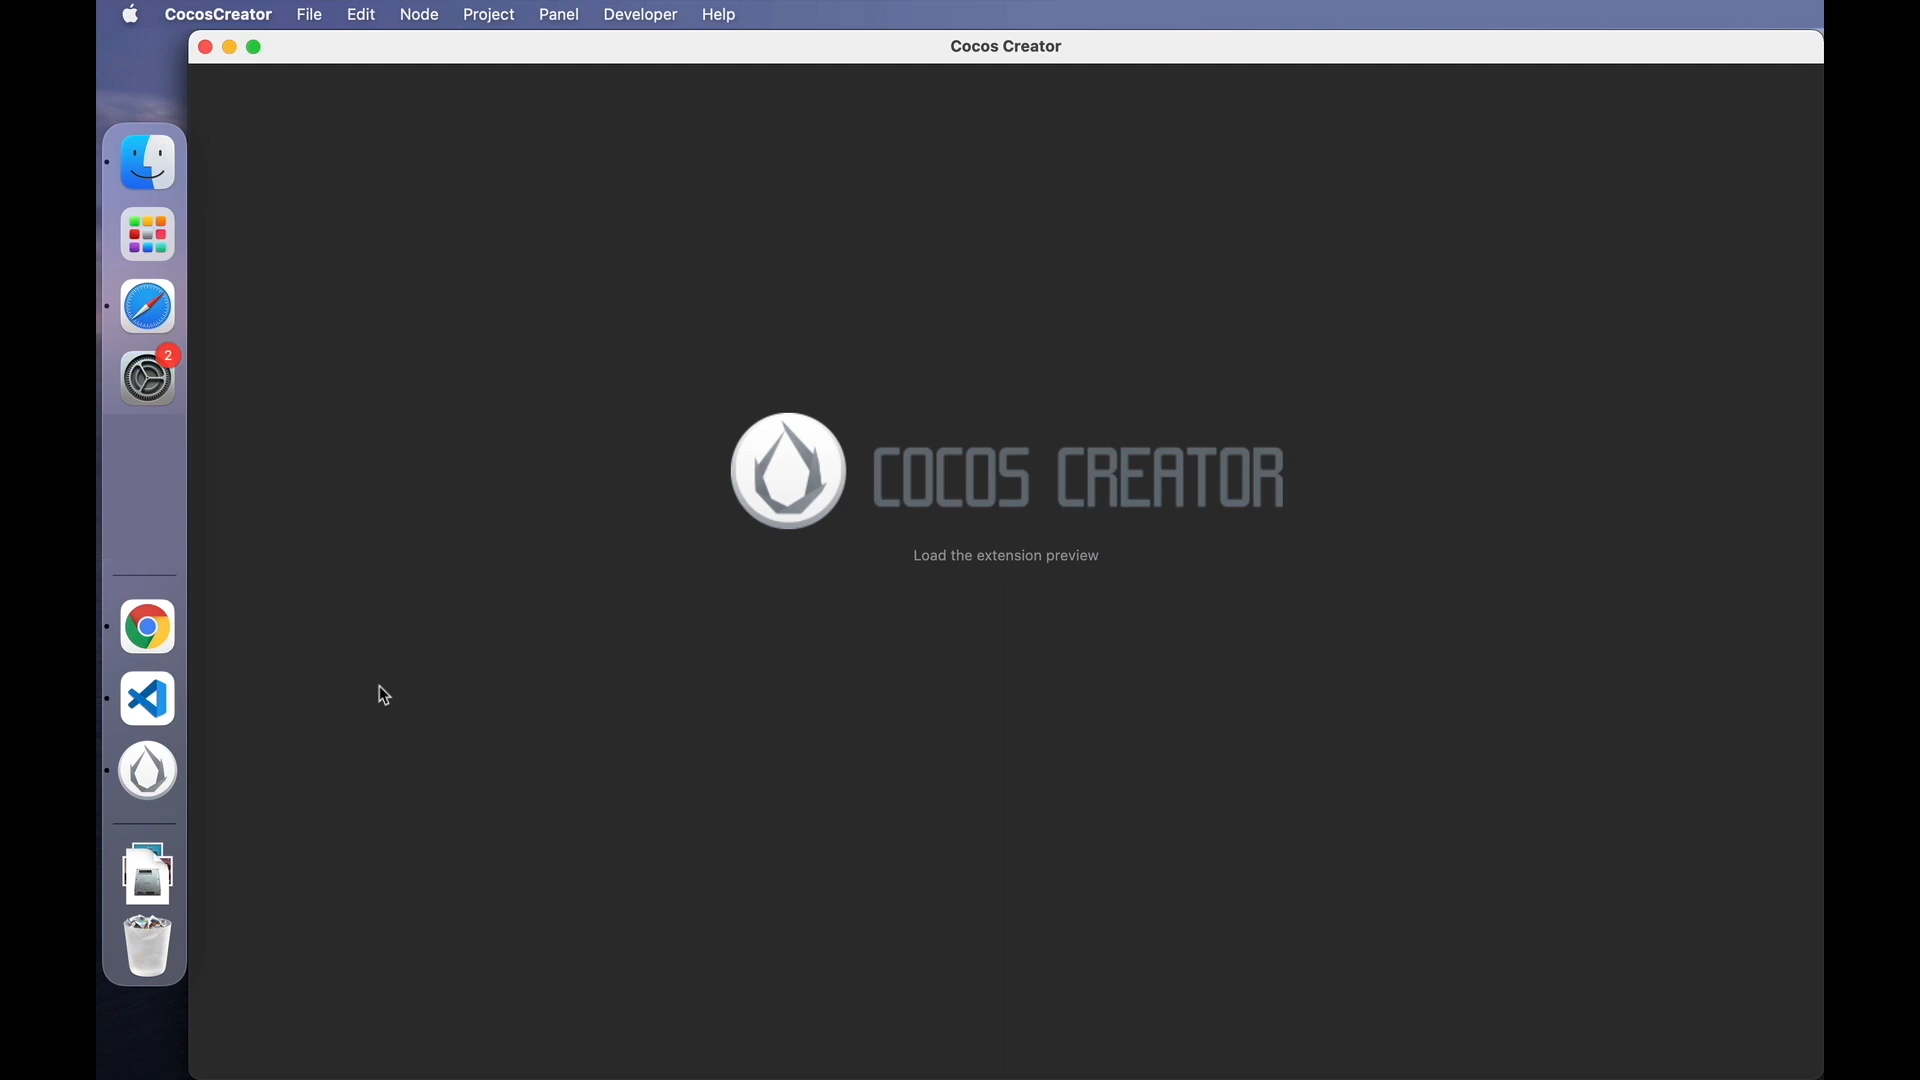 CocosCreator File Edit Node Project Panel Developer Help
Cocos Creator
2
COCOS CREATOR
Load the extension preview